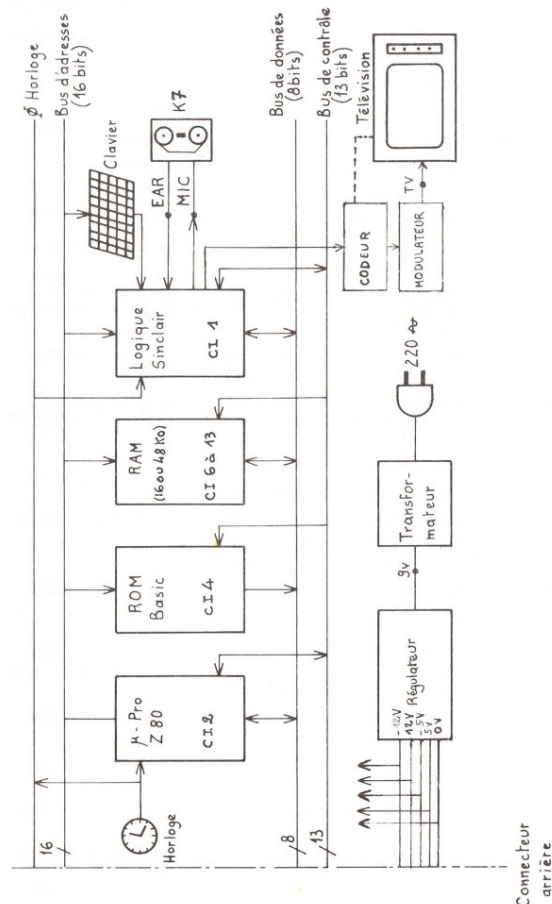 ø Horloge
Bus d'adresses
(16 bits)
Clavier
K7
EAR
MIC
Logique
Sinclair
CI 1
RAM
(16 ou 48 Ko)
CI 6 à 13
ROM
Basic
CI 4
µ-Pro
Z 80
CI 2
Horloge
16
8
13
Bus de données
(8 bits)
Bus de contrôle
(13 bits)
Télévision
CODEUR
MODULATEUR
TV
220
Transfor-
mateur
9v
Régulateur
-12V
12V
-5V
5V
0V
Connecteur
arrière